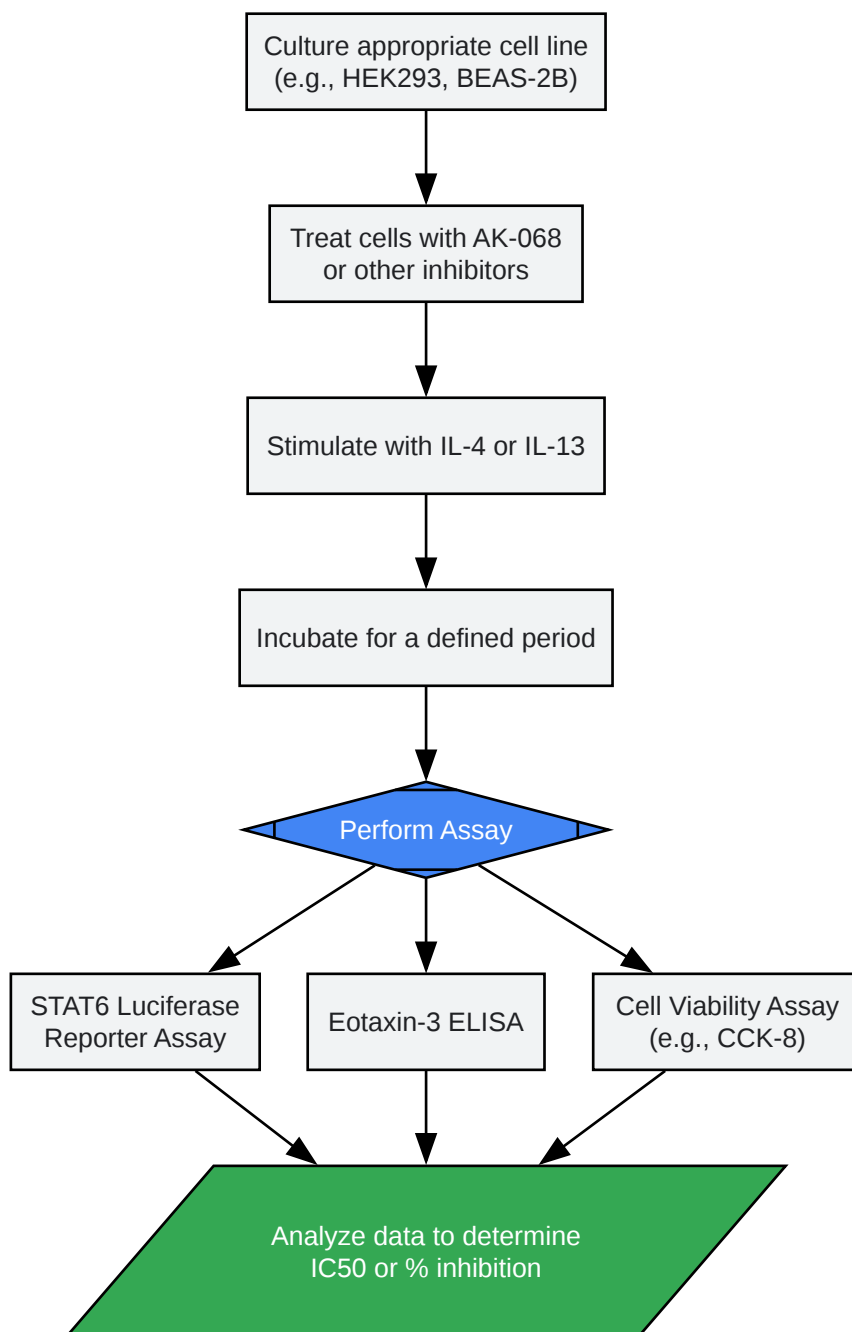 Culture appropriate cell line
(e.g., HEK293, BEAS-2B)
Treat cells with AK-068
or other inhibitors
Stimulate with IL-4 or IL-13
Incubate for a defined period
Perform Assay
STAT6 Luciferase
Reporter Assay
Eotaxin-3 ELISA
Cell Viability Assay
(e.g., CCK-8)
Analyze data to determine
IC50 or % inhibition